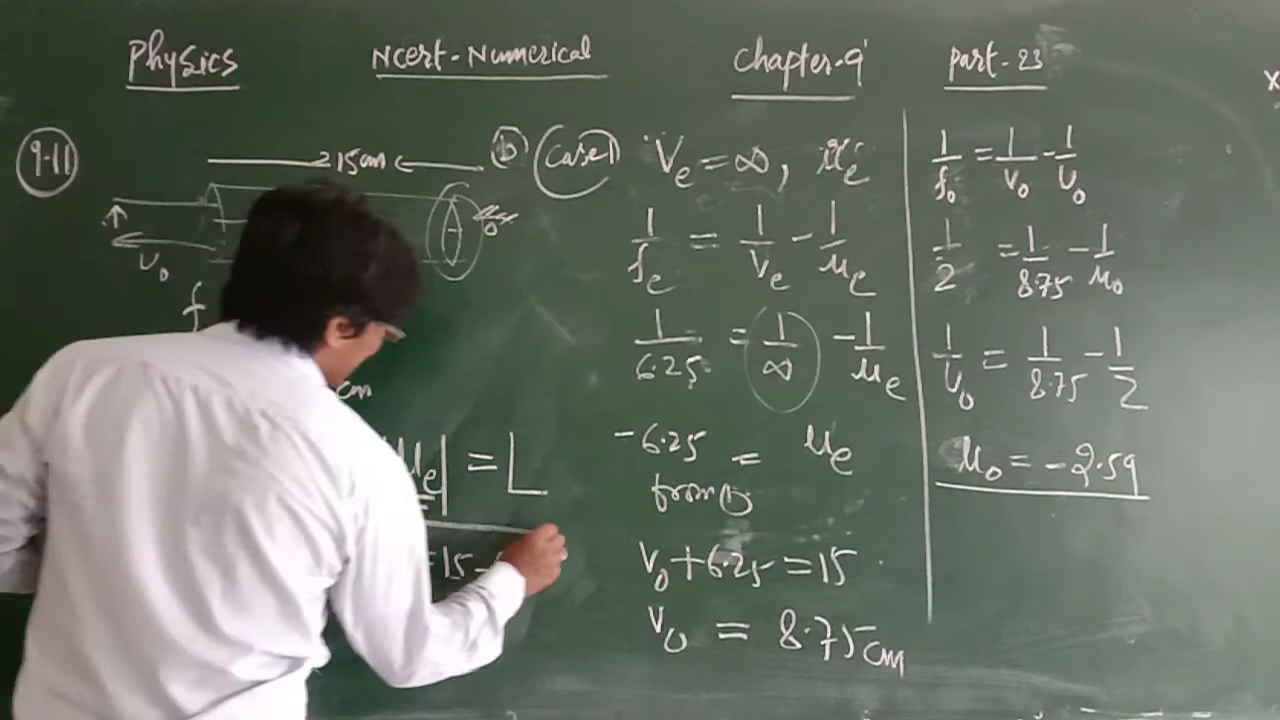 Physics Ncert-Numerical Chapter-9 Part-23
9.11
15cm
U₀
f
cm
|uₑ| = L
=15-
b Case1 Vₑ = ∞, uₑ
1/fₑ = 1/Vₑ - 1/uₑ
1/6.25 = 1/∞ - 1/uₑ
-6.25 = uₑ
from
V₀ + 6.25 = 15
V₀ = 8.75cm
1/f₀ = 1/V₀ - 1/U₀
1/2 = 1/8.75 - 1/u₀
1/U₀ = 1/8.75 - 1/2
u₀ = -2.59
x